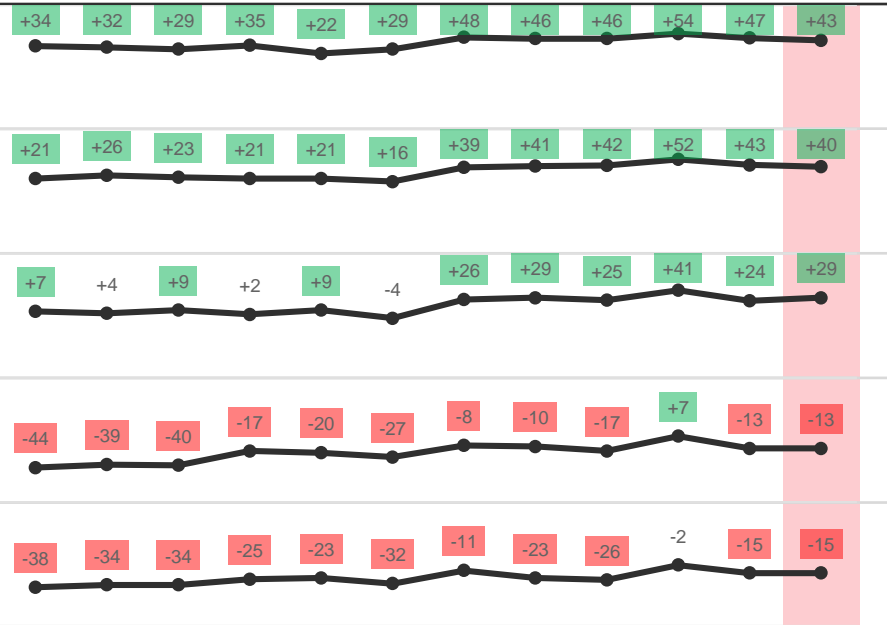 +34 +32 +29 +35 +22 +29 +48 +46 +46 +54 +47 +43
+21 +26 +23 +21 +21 +16 +39 +41 +42 +52 +43 +40
+7 +4 +9 +2 +9 -4 +26 +29 +25 +41 +24 +29
-44 -39 -40 -17 -20 -27 -8 -10 -17 +7 -13 -13
-38 -34 -34 -25 -23 -32 -11 -23 -26 -2 -15 -15